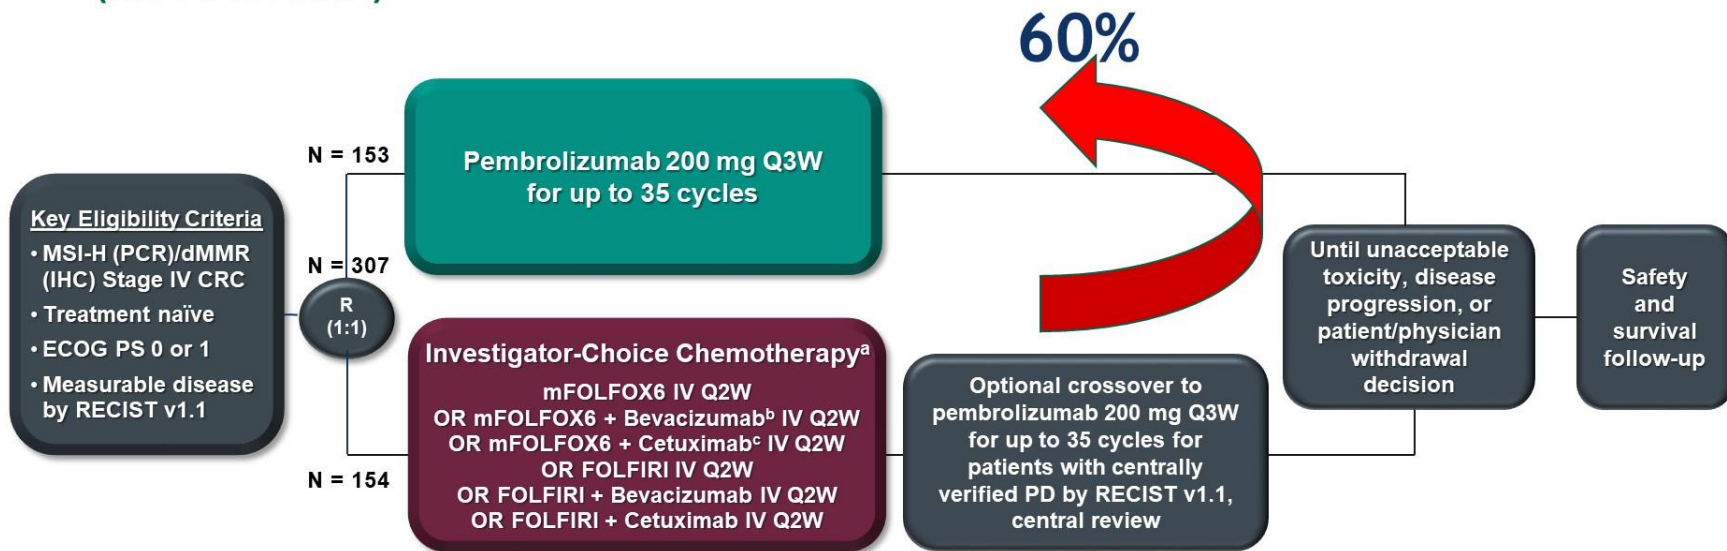 60%
N = 153
Pembrolizumab 200 mg Q3W
for up to 35 cycles
Key Eligibility Criteria
• MSI-H (PCR)/dMMR
(IHC) Stage IV CRC
• Treatment naïve
• ECOG PS 0 or 1
• Measurable disease
by RECIST v1.1
N = 307
R
(1:1)
N = 154
Investigator-Choice Chemotherapyᵃ
mFOLFOX6 IV Q2W
OR mFOLFOX6 + Bevacizumabᵇ IV Q2W
OR mFOLFOX6 + Cetuximabᶜ IV Q2W
OR FOLFIRI IV Q2W
OR FOLFIRI + Bevacizumab IV Q2W
OR FOLFIRI + Cetuximab IV Q2W
Optional crossover to
pembrolizumab 200 mg Q3W
for up to 35 cycles for
patients with centrally
verified PD by RECIST v1.1,
central review
Until unacceptable
toxicity, disease
progression, or
patient/physician
withdrawal
decision
Safety
and
survival
follow-up